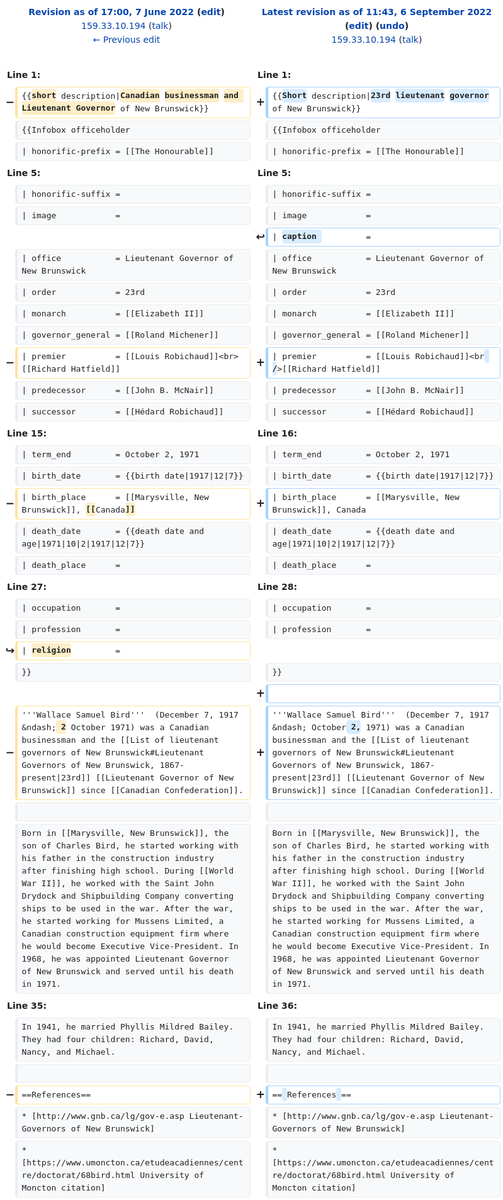 Revision as of 17:00, 7 June 2022 (edit)
159.33.10.194 (talk)
← Previous edit
Latest revision as of 11:43, 6 September 2022
(edit) (undo)
159.33.10.194 (talk)
Line 1:
Line 1:
− {{short description|Canadian businessman and
Lieutenant Governor of New Brunswick}}
+ {{Short description|23rd lieutenant governor
of New Brunswick}}
{{Infobox officeholder
{{Infobox officeholder
| honorific-prefix = [[The Honourable]]
| honorific-prefix = [[The Honourable]]
Line 5:
Line 5:
| honorific-suffix =
| honorific-suffix =
| image =
| image =
↩ | caption =
| office = Lieutenant Governor of
New Brunswick
| office = Lieutenant Governor of
New Brunswick
| order = 23rd
| order = 23rd
| monarch = [[Elizabeth II]]
| monarch = [[Elizabeth II]]
| governor_general = [[Roland Michener]]
| governor_general = [[Roland Michener]]
− | premier = [[Louis Robichaud]]<br>
[[Richard Hatfield]]
+ | premier = [[Louis Robichaud]]<br
/>[[Richard Hatfield]]
| predecessor = [[John B. McNair]]
| predecessor = [[John B. McNair]]
| successor = [[Hédard Robichaud]]
| successor = [[Hédard Robichaud]]
Line 15:
Line 16:
| term_end = October 2, 1971
| term_end = October 2, 1971
| birth_date = {{birth date|1917|12|7}}
| birth_date = {{birth date|1917|12|7}}
− | birth_place = [[Marysville, New
Brunswick]], [[Canada]]
+ | birth_place = [[Marysville, New
Brunswick]], Canada
| death_date = {{death date and
age|1971|10|2|1917|12|7}}
| death_date = {{death date and
age|1971|10|2|1917|12|7}}
| death_place =
| death_place =
Line 27:
Line 28:
| occupation =
| occupation =
| profession =
| profession =
↪ | religion =
}}
}}
+
− '''Wallace Samuel Bird''' (December 7, 1917
&ndash; 2 October 1971) was a Canadian
businessman and the [[List of lieutenant
governors of New Brunswick#Lieutenant
Governors of New Brunswick, 1867-
present|23rd]] [[Lieutenant Governor of New
Brunswick]] since [[Canadian Confederation]].
+ '''Wallace Samuel Bird''' (December 7, 1917
&ndash; October 2, 1971) was a Canadian
businessman and the [[List of lieutenant
governors of New Brunswick#Lieutenant
Governors of New Brunswick, 1867-
present|23rd]] [[Lieutenant Governor of New
Brunswick]] since [[Canadian Confederation]].
Born in [[Marysville, New Brunswick]], the
son of Charles Bird, he started working with
his father in the construction industry
after finishing high school. During [[World
War II]], he worked with the Saint John
Drydock and Shipbuilding Company converting
ships to be used in the war. After the war,
he started working for Mussens Limited, a
Canadian construction equipment firm where
he would become Executive Vice-President. In
1968, he was appointed Lieutenant Governor
of New Brunswick and served until his death
in 1971.
Born in [[Marysville, New Brunswick]], the
son of Charles Bird, he started working with
his father in the construction industry
after finishing high school. During [[World
War II]], he worked with the Saint John
Drydock and Shipbuilding Company converting
ships to be used in the war. After the war,
he started working for Mussens Limited, a
Canadian construction equipment firm where
he would become Executive Vice-President. In
1968, he was appointed Lieutenant Governor
of New Brunswick and served until his death
in 1971.
Line 35:
Line 36:
In 1941, he married Phyllis Mildred Bailey.
They had four children: Richard, David,
Nancy, and Michael.
In 1941, he married Phyllis Mildred Bailey.
They had four children: Richard, David,
Nancy, and Michael.
− ==References==
+ == References ==
* [http://www.gnb.ca/lg/gov-e.asp Lieutenant-
Governors of New Brunswick]
* [http://www.gnb.ca/lg/gov-e.asp Lieutenant-
Governors of New Brunswick]
*
[https://www.umoncton.ca/etudeacadiennes/cent
re/doctorat/68bird.html University of
Moncton citation]
*
[https://www.umoncton.ca/etudeacadiennes/cent
re/doctorat/68bird.html University of
Moncton citation]